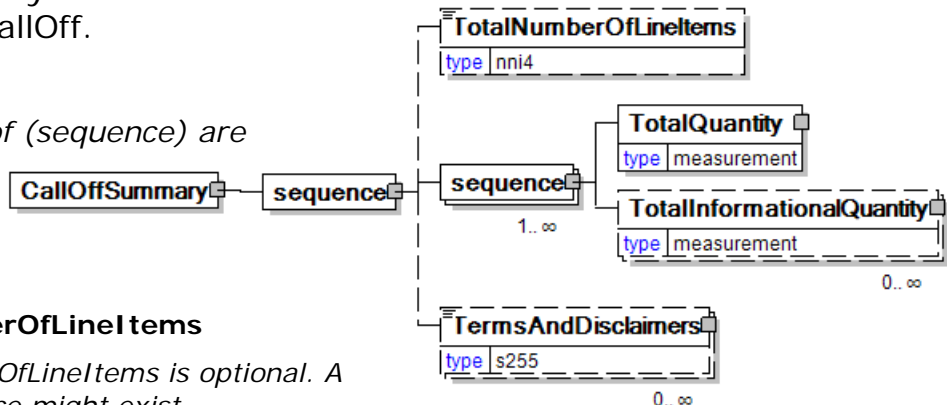 allOff.
of (sequence) are
CallOffSummary
sequence
TotalNumberOfLineItems
type nni4
sequence
1.. ∞
TotalQuantity
type measurement
TotalInformationalQuantity
type measurement
0.. ∞
TermsAndDisclaimers
type s255
0.. ∞
erOfLineItems
OfLineItems is optional. A